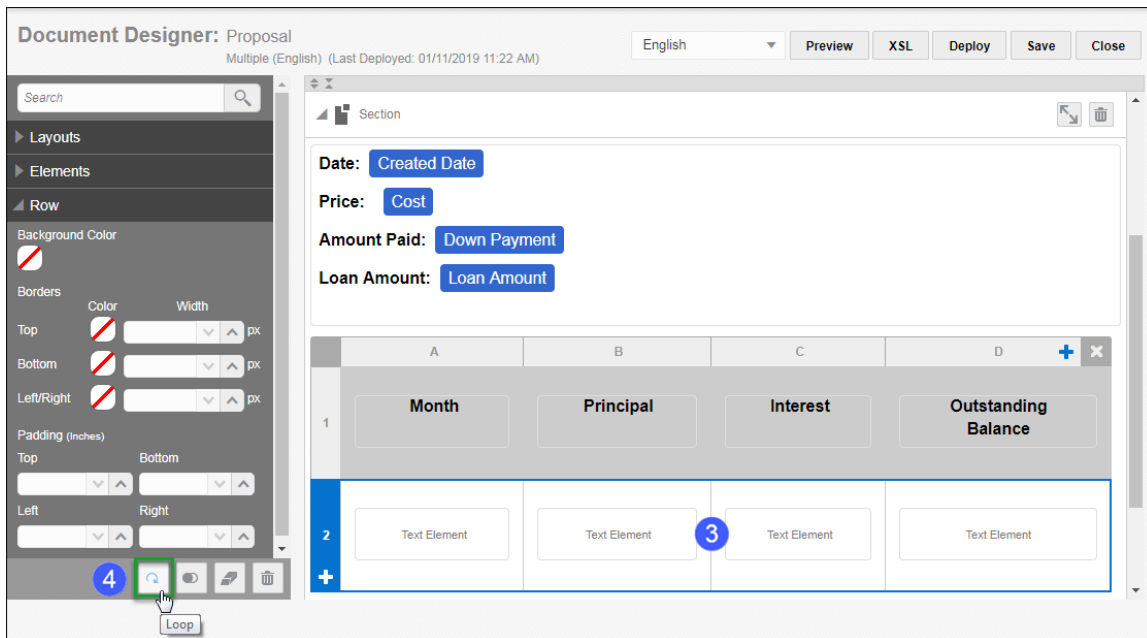 Document Designer: Proposal
Multiple (English) (Last Deployed: 01/11/2019 11:22 AM)
English
Preview
XSL
Deploy
Save
Close
Search
Layouts
Elements
Row
Background Color
Borders
Color Width
Top px
Bottom px
Left/Right px
Padding (Inches)
Top Bottom
Left Right
4
Loop
Section
Date: Created Date
Price: Cost
Amount Paid: Down Payment
Loan Amount: Loan Amount
A B C D
1
Month Principal Interest Outstanding
Balance
2
Text Element Text Element 3 Text Element Text Element